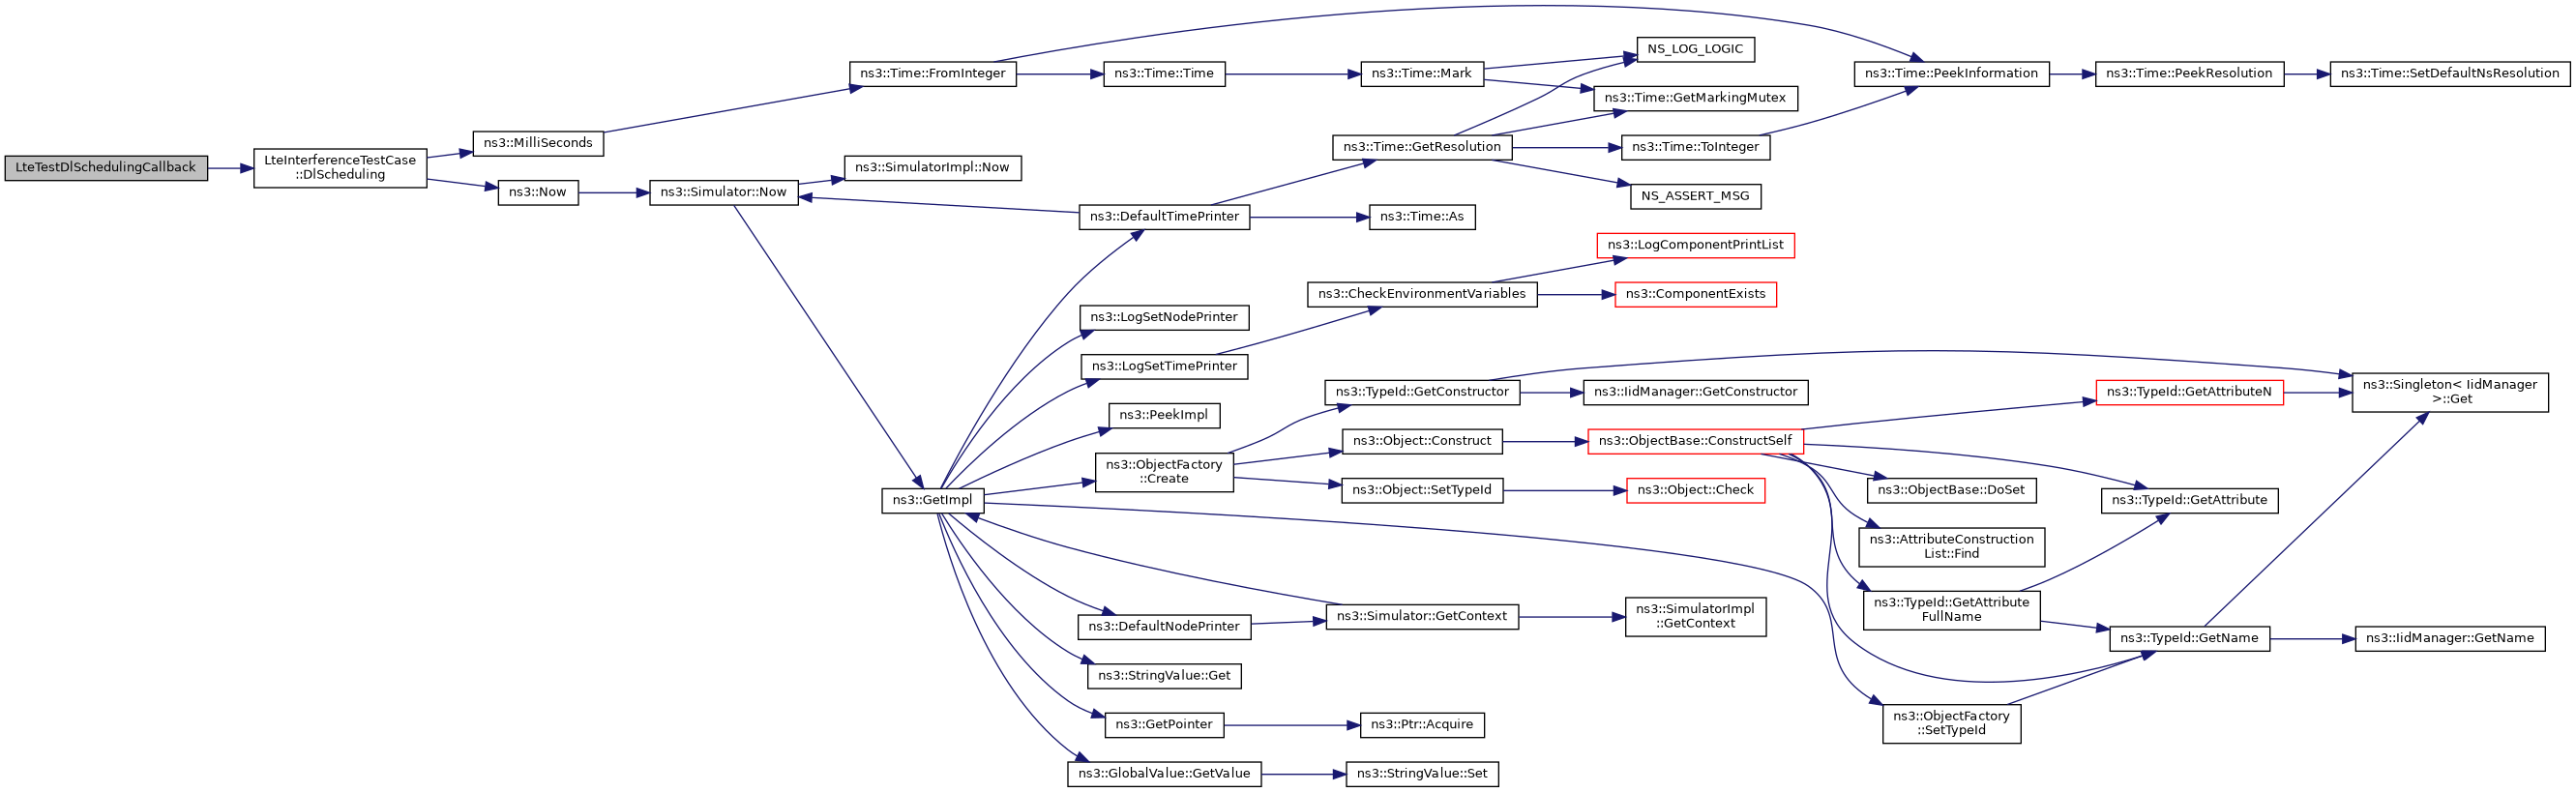 LteTestDlSchedulingCallback
LteInterferenceTestCase
::DlScheduling
ns3::MilliSeconds
ns3::Now
ns3::Time::FromInteger
ns3::Time::Time
ns3::Time::Mark
NS_LOG_LOGIC
ns3::Time::GetMarkingMutex
ns3::Time::PeekInformation
ns3::Time::PeekResolution
ns3::Time::SetDefaultNsResolution
ns3::Simulator::Now
ns3::SimulatorImpl::Now
ns3::Time::GetResolution
ns3::Time::ToInteger
NS_ASSERT_MSG
ns3::DefaultTimePrinter
ns3::Time::As
ns3::LogComponentPrintList
ns3::CheckEnvironmentVariables
ns3::ComponentExists
ns3::LogSetNodePrinter
ns3::LogSetTimePrinter
ns3::PeekImpl
ns3::TypeId::GetConstructor
ns3::IidManager::GetConstructor
ns3::TypeId::GetAttributeN
ns3::Singleton< IidManager
>::Get
ns3::ObjectFactory
::Create
ns3::Object::Construct
ns3::ObjectBase::ConstructSelf
ns3::Object::SetTypeId
ns3::Object::Check
ns3::ObjectBase::DoSet
ns3::TypeId::GetAttribute
ns3::GetImpl
ns3::AttributeConstruction
List::Find
ns3::TypeId::GetAttribute
FullName
ns3::DefaultNodePrinter
ns3::Simulator::GetContext
ns3::SimulatorImpl
::GetContext
ns3::TypeId::GetName
ns3::IidManager::GetName
ns3::StringValue::Get
ns3::GetPointer
ns3::Ptr::Acquire
ns3::ObjectFactory
::SetTypeId
ns3::GlobalValue::GetValue
ns3::StringValue::Set